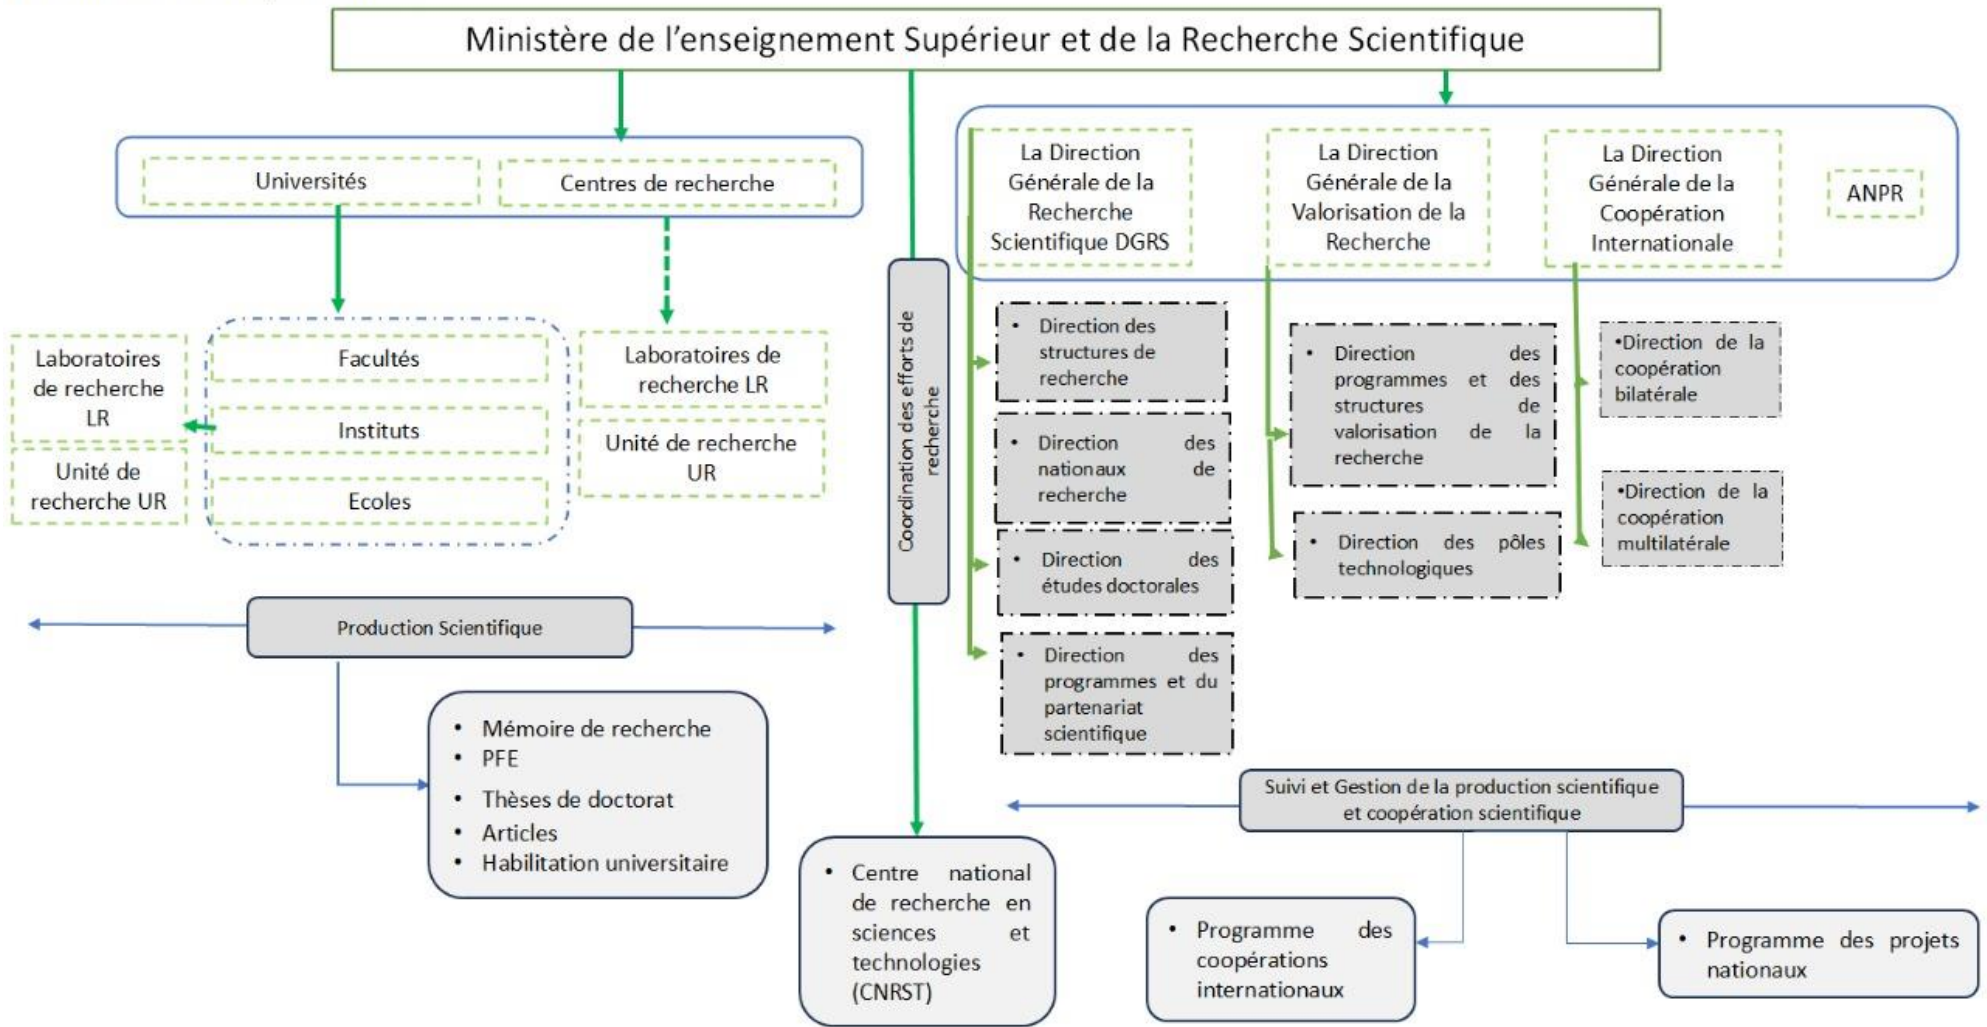 Ministère de l'enseignement Supérieur et de la Recherche Scientifique
Universités
Centres de recherche
La Direction
Générale de la
Recherche
Scientifique DGRS
La Direction
Générale de la
Valorisation de la
Recherche
La Direction
Générale de la
Coopération
Internationale
ANPR
Laboratoires
de recherche
LR
Unité de
recherche UR
Facultés
Instituts
Ecoles
Laboratoires de
recherche LR
Unité de recherche
UR
Coordination des efforts de
recherche
• Direction des
structures de
recherche
• Direction des
nationaux de
recherche
• Direction des
études doctorales
• Direction des
programmes et du
partenariat
scientifique
• Direction des
programmes et des
structures de
valorisation de la
recherche
• Direction des pôles
technologiques
•Direction de la
coopération
bilatérale
•Direction de la
coopération
multilatérale
Production Scientifique
• Mémoire de recherche
• PFE
• Thèses de doctorat
• Articles
• Habilitation universitaire
• Centre national
de recherche en
sciences et
technologies
(CNRST)
Suivi et Gestion de la production scientifique
et coopération scientifique
• Programme des
coopérations
internationaux
• Programme des projets
nationaux